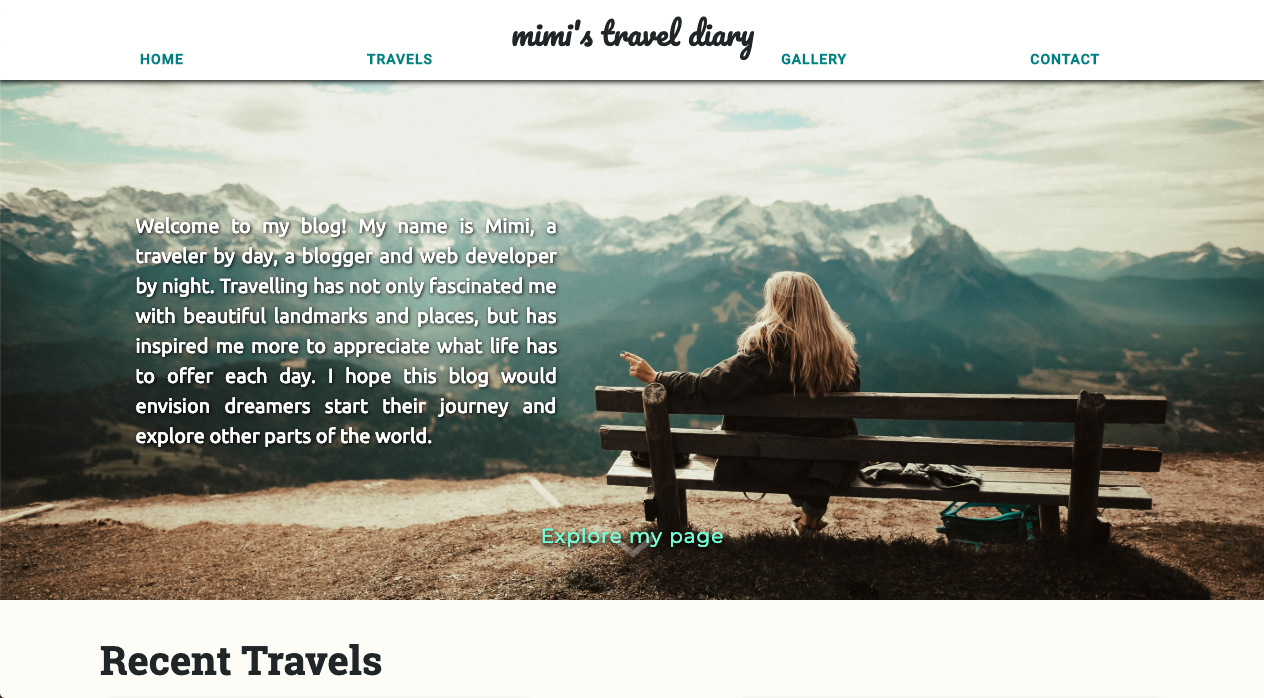 mimi's travel diary
HOME TRAVELS GALLERY CONTACT
Welcome to my blog! My name is Mimi, a
traveler by day, a blogger and web developer
by night. Travelling has not only fascinated me
with beautiful landmarks and places, but has
inspired me more to appreciate what life has
to offer each day. I hope this blog would
envision dreamers start their journey and
explore other parts of the world.
Explore my page
Recent Travels